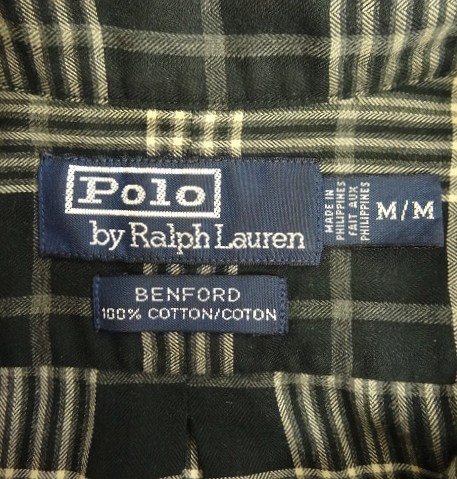 Polo
by Ralph Lauren
MADE IN
PHILIPPINES
FAIT AUX
PHILIPPINES
M/M
BENFORD
100% COTTON/COTON